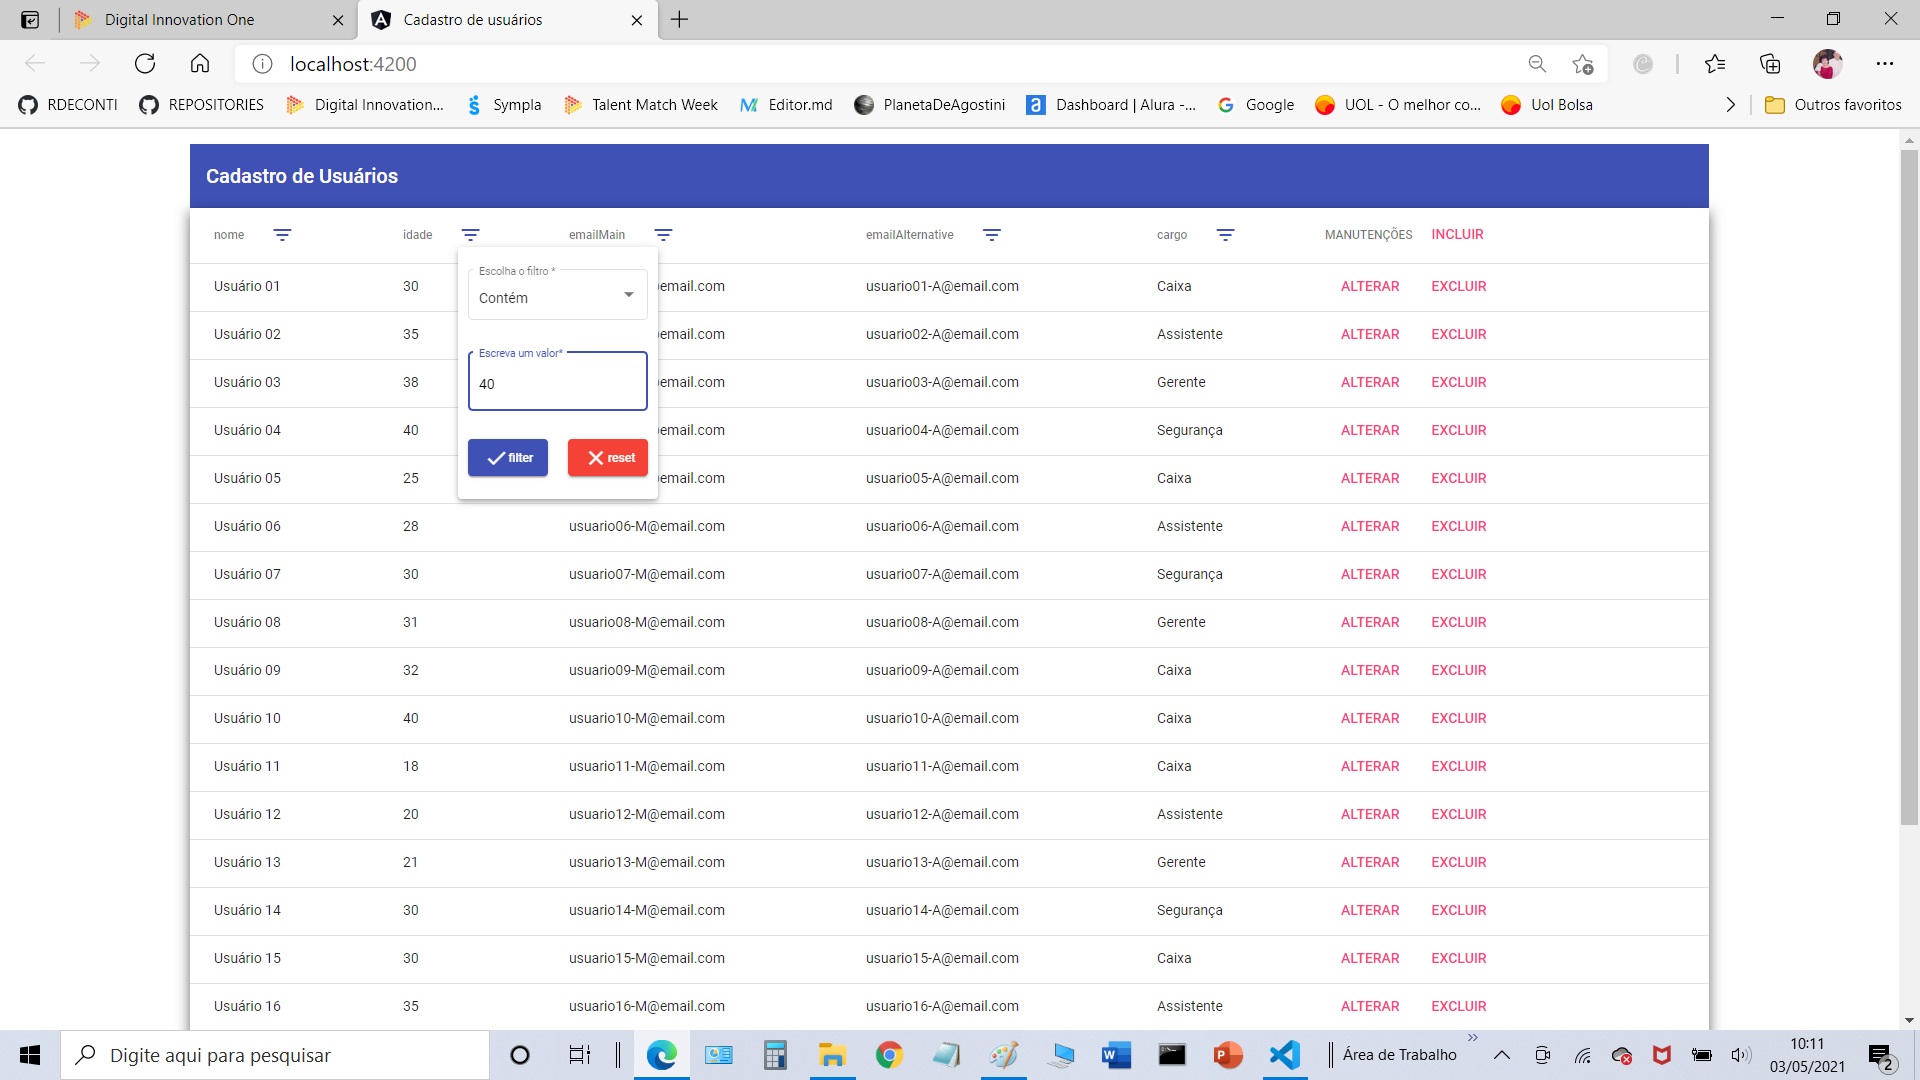 Digital Innovation One
Cadastro de usuários
localhost:4200
RDECONTI REPOSITORIES Digital Innovation... Sympla Talent Match Week Editor.md PlanetaDeAgostini Dashboard | Alura -... Google UOL - O melhor co... Uol Bolsa Outros favoritos
Cadastro de Usuários
nome idade emailMain emailAlternative cargo MANUTENÇÕES INCLUIR
Escolha o filtro *
Contém
Escreva um valor*
40
filter reset
Usuário 01 30 email.com usuario01-A@email.com Caixa ALTERAR EXCLUIR
Usuário 02 35 email.com usuario02-A@email.com Assistente ALTERAR EXCLUIR
Usuário 03 38 email.com usuario03-A@email.com Gerente ALTERAR EXCLUIR
Usuário 04 40 email.com usuario04-A@email.com Segurança ALTERAR EXCLUIR
Usuário 05 25 email.com usuario05-A@email.com Caixa ALTERAR EXCLUIR
Usuário 06 28 usuario06-M@email.com usuario06-A@email.com Assistente ALTERAR EXCLUIR
Usuário 07 30 usuario07-M@email.com usuario07-A@email.com Segurança ALTERAR EXCLUIR
Usuário 08 31 usuario08-M@email.com usuario08-A@email.com Gerente ALTERAR EXCLUIR
Usuário 09 32 usuario09-M@email.com usuario09-A@email.com Caixa ALTERAR EXCLUIR
Usuário 10 40 usuario10-M@email.com usuario10-A@email.com Caixa ALTERAR EXCLUIR
Usuário 11 18 usuario11-M@email.com usuario11-A@email.com Caixa ALTERAR EXCLUIR
Usuário 12 20 usuario12-M@email.com usuario12-A@email.com Assistente ALTERAR EXCLUIR
Usuário 13 21 usuario13-M@email.com usuario13-A@email.com Gerente ALTERAR EXCLUIR
Usuário 14 30 usuario14-M@email.com usuario14-A@email.com Segurança ALTERAR EXCLUIR
Usuário 15 30 usuario15-M@email.com usuario15-A@email.com Caixa ALTERAR EXCLUIR
Usuário 16 35 usuario16-M@email.com usuario16-A@email.com Assistente ALTERAR EXCLUIR
Digite aqui para pesquisar
Área de Trabalho
10:11
03/05/2021
2